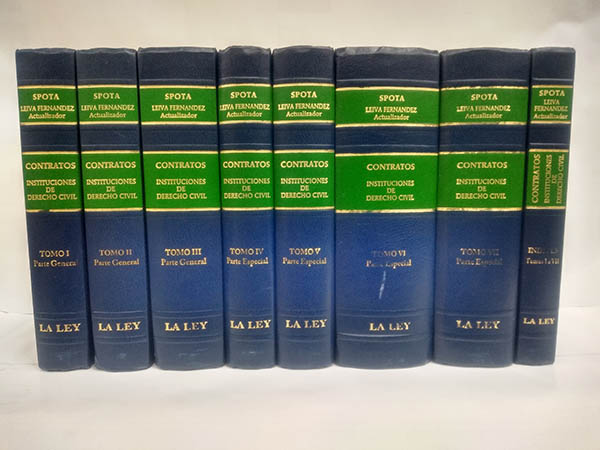 SPOTA
LEIVA FERNANDEZ
Actualizador
CONTRATOS
INSTITUCIONES
DE
DERECHO CIVIL
TOMO I
Parte General
LA LEY
SPOTA
LEIVA FERNANDEZ
Actualizador
CONTRATOS
INSTITUCIONES
DE
DERECHO CIVIL
TOMO II
Parte General
LA LEY
SPOTA
LEIVA FERNANDEZ
Actualizador
CONTRATOS
INSTITUCIONES
DE
DERECHO CIVIL
TOMO III
Parte General
LA LEY
SPOTA
LEIVA FERNANDEZ
Actualizador
CONTRATOS
INSTITUCIONES
DE
DERECHO CIVIL
TOMO IV
Parte Especial
LA LEY
SPOTA
LEIVA FERNANDEZ
Actualizador
CONTRATOS
INSTITUCIONES
DE
DERECHO CIVIL
TOMO V
Parte Especial
LA LEY
SPOTA
LEIVA FERNANDEZ
Actualizador
CONTRATOS
INSTITUCIONES
DE
DERECHO CIVIL
TOMO VI
Parte Especial
LA LEY
SPOTA
LEIVA FERNANDEZ
Actualizador
CONTRATOS
INSTITUCIONES
DE
DERECHO CIVIL
TOMO VII
Parte Especial
LA LEY
SPOTA
LEIVA
FERNANDEZ
Actualizador
CONTRATOS
INSTITUCIONES
DE
DERECHO CIVIL
Tomos I a VII
LA LEY